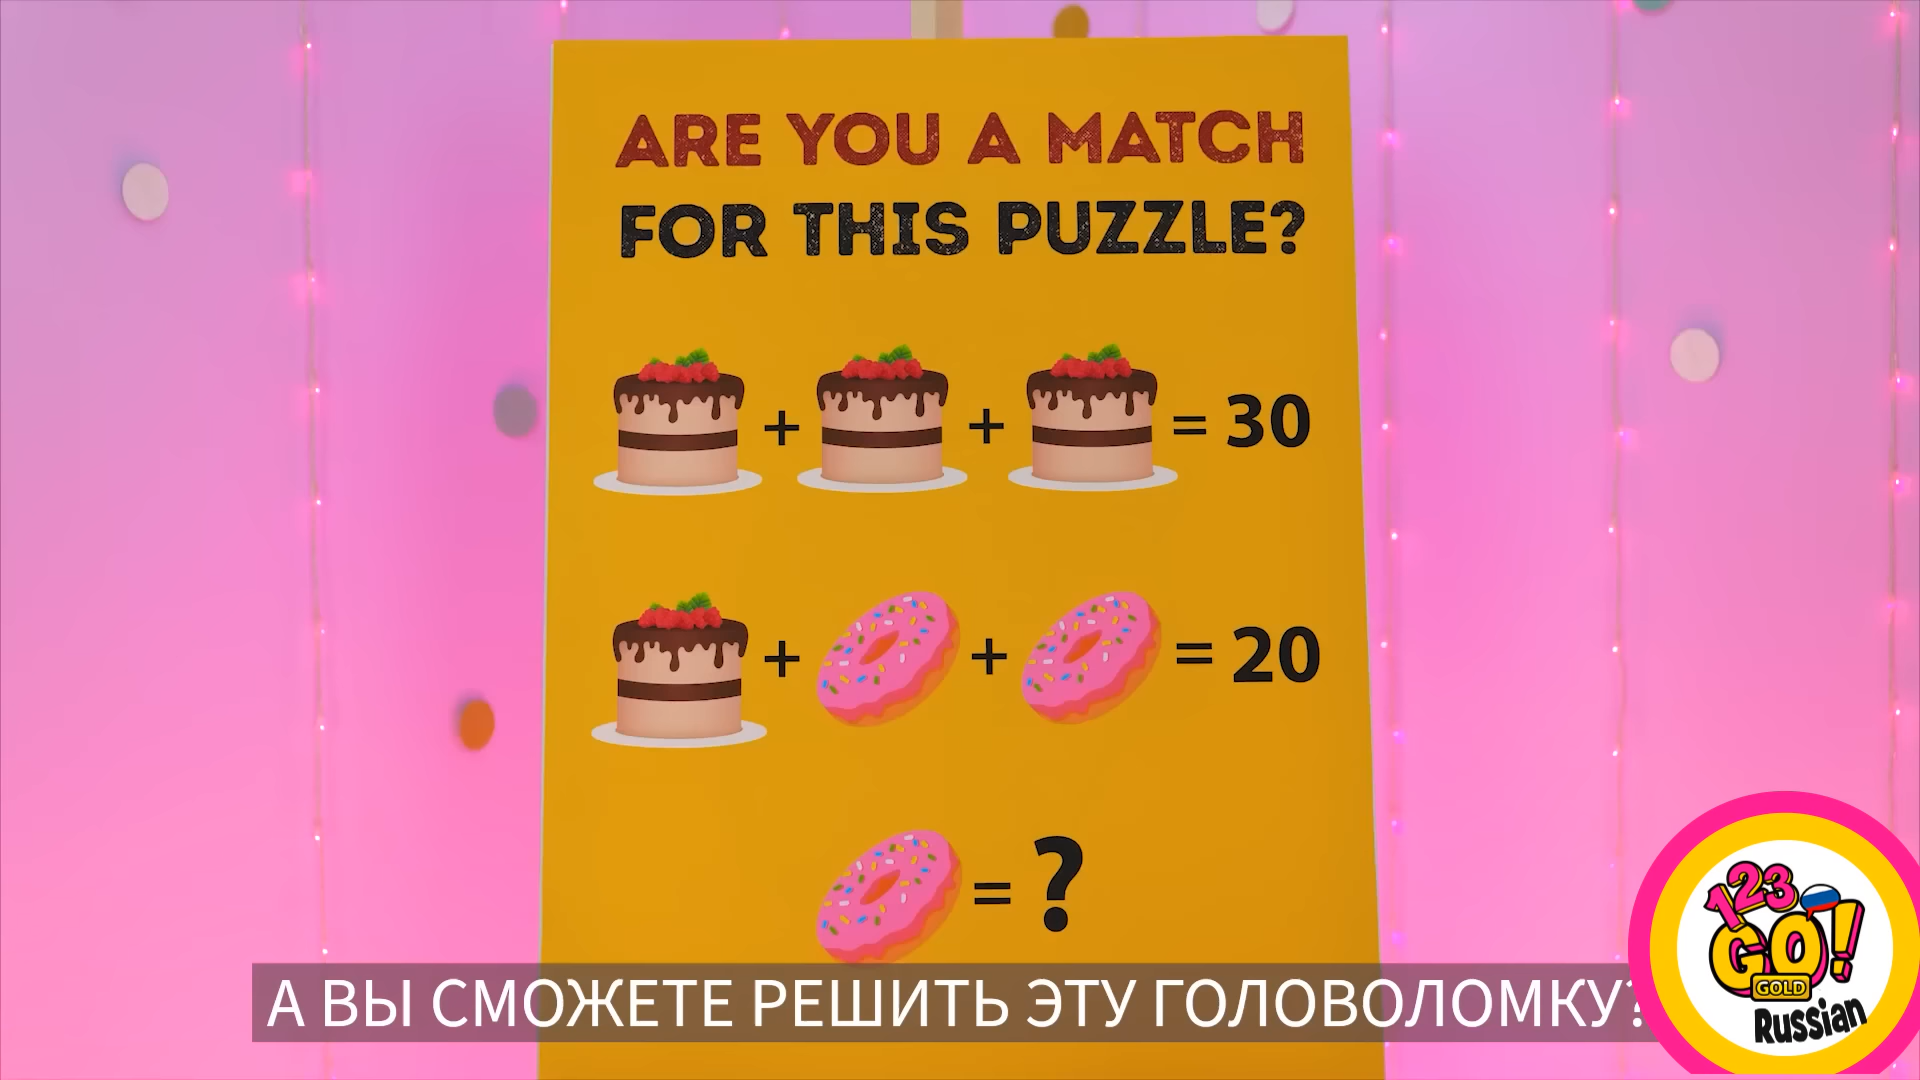 ARE YOU A MATCH
FOR THIS PUZZLE?
+ + = 30
+ + = 20
= ?
А ВЫ СМОЖЕТЕ РЕШИТЬ ЭТУ ГОЛОВОЛОМКУ?
123
GO!
GOLD
Russian